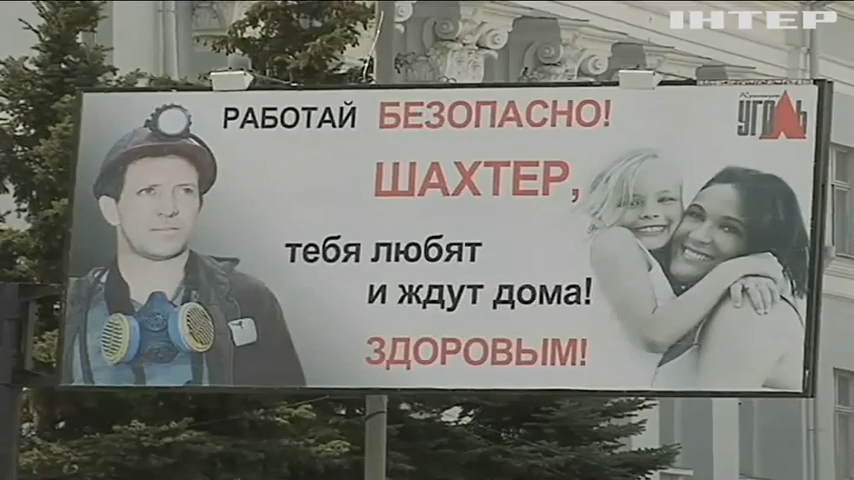 ІНТЕР
РАБОТАЙ БЕЗОПАСНО!
УГОЛЬ
ШАХТЕР,
тебя любят
и ждут дома!
ЗДОРОВЫМ!